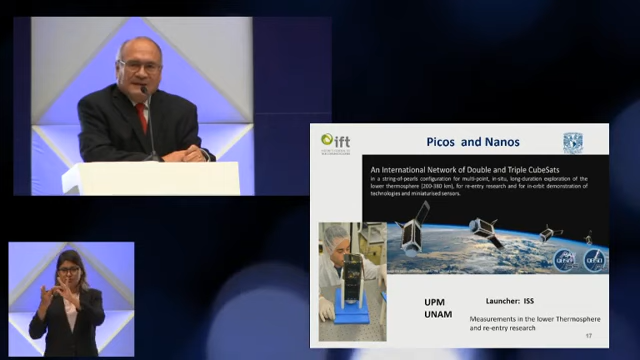 ift
Picos and Nanos
An International Network of Double and Triple CubeSats
in a string-of-pearls configuration for multi-point, in-situ, long-duration exploration of the
lower thermosphere (200-380 km), for re-entry research and for in-orbit demonstration of
technologies and miniaturised sensors.
UPM
UNAM
Launcher: ISS
Measurements in the lower Thermosphere
and re-entry research
17